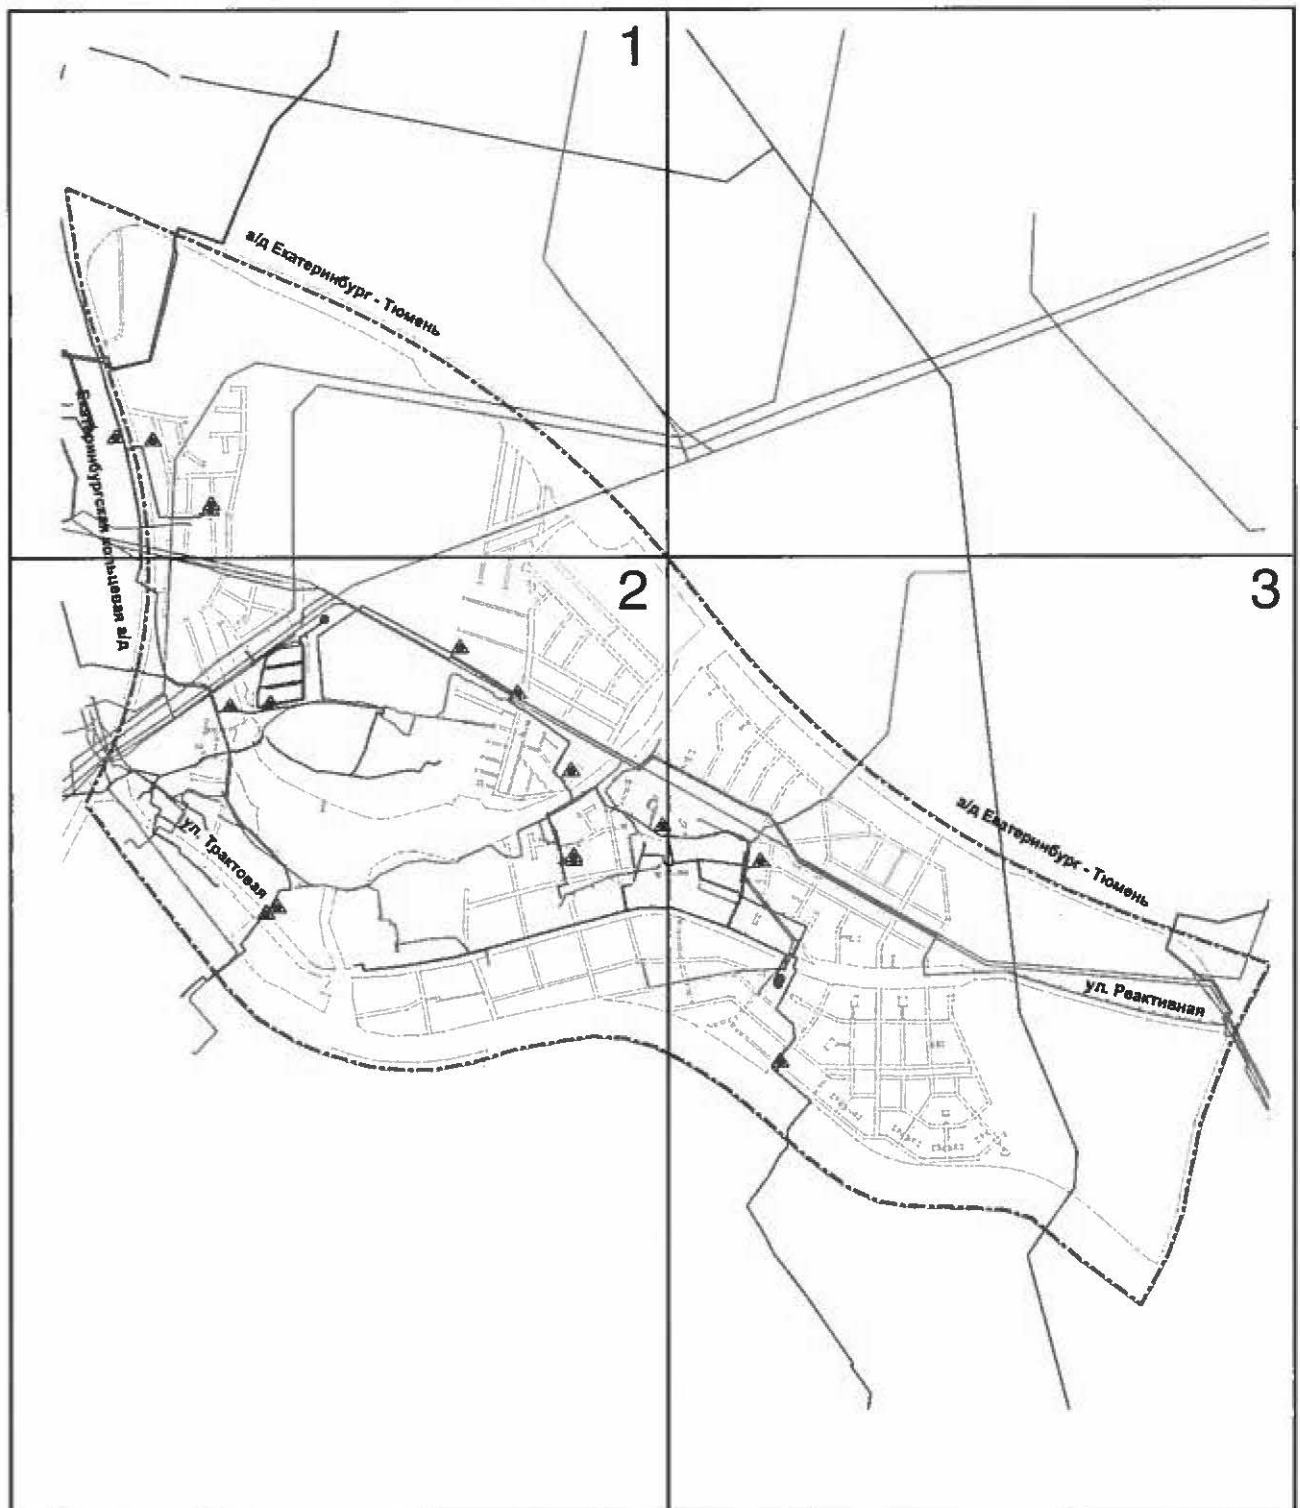 1
а/д Екатеринбург - Тюмень
Екатеринбургская кольцевая а/д
2
3
ул. Трактовая
а/д Екатеринбург - Тюмень
ул. Реактивная